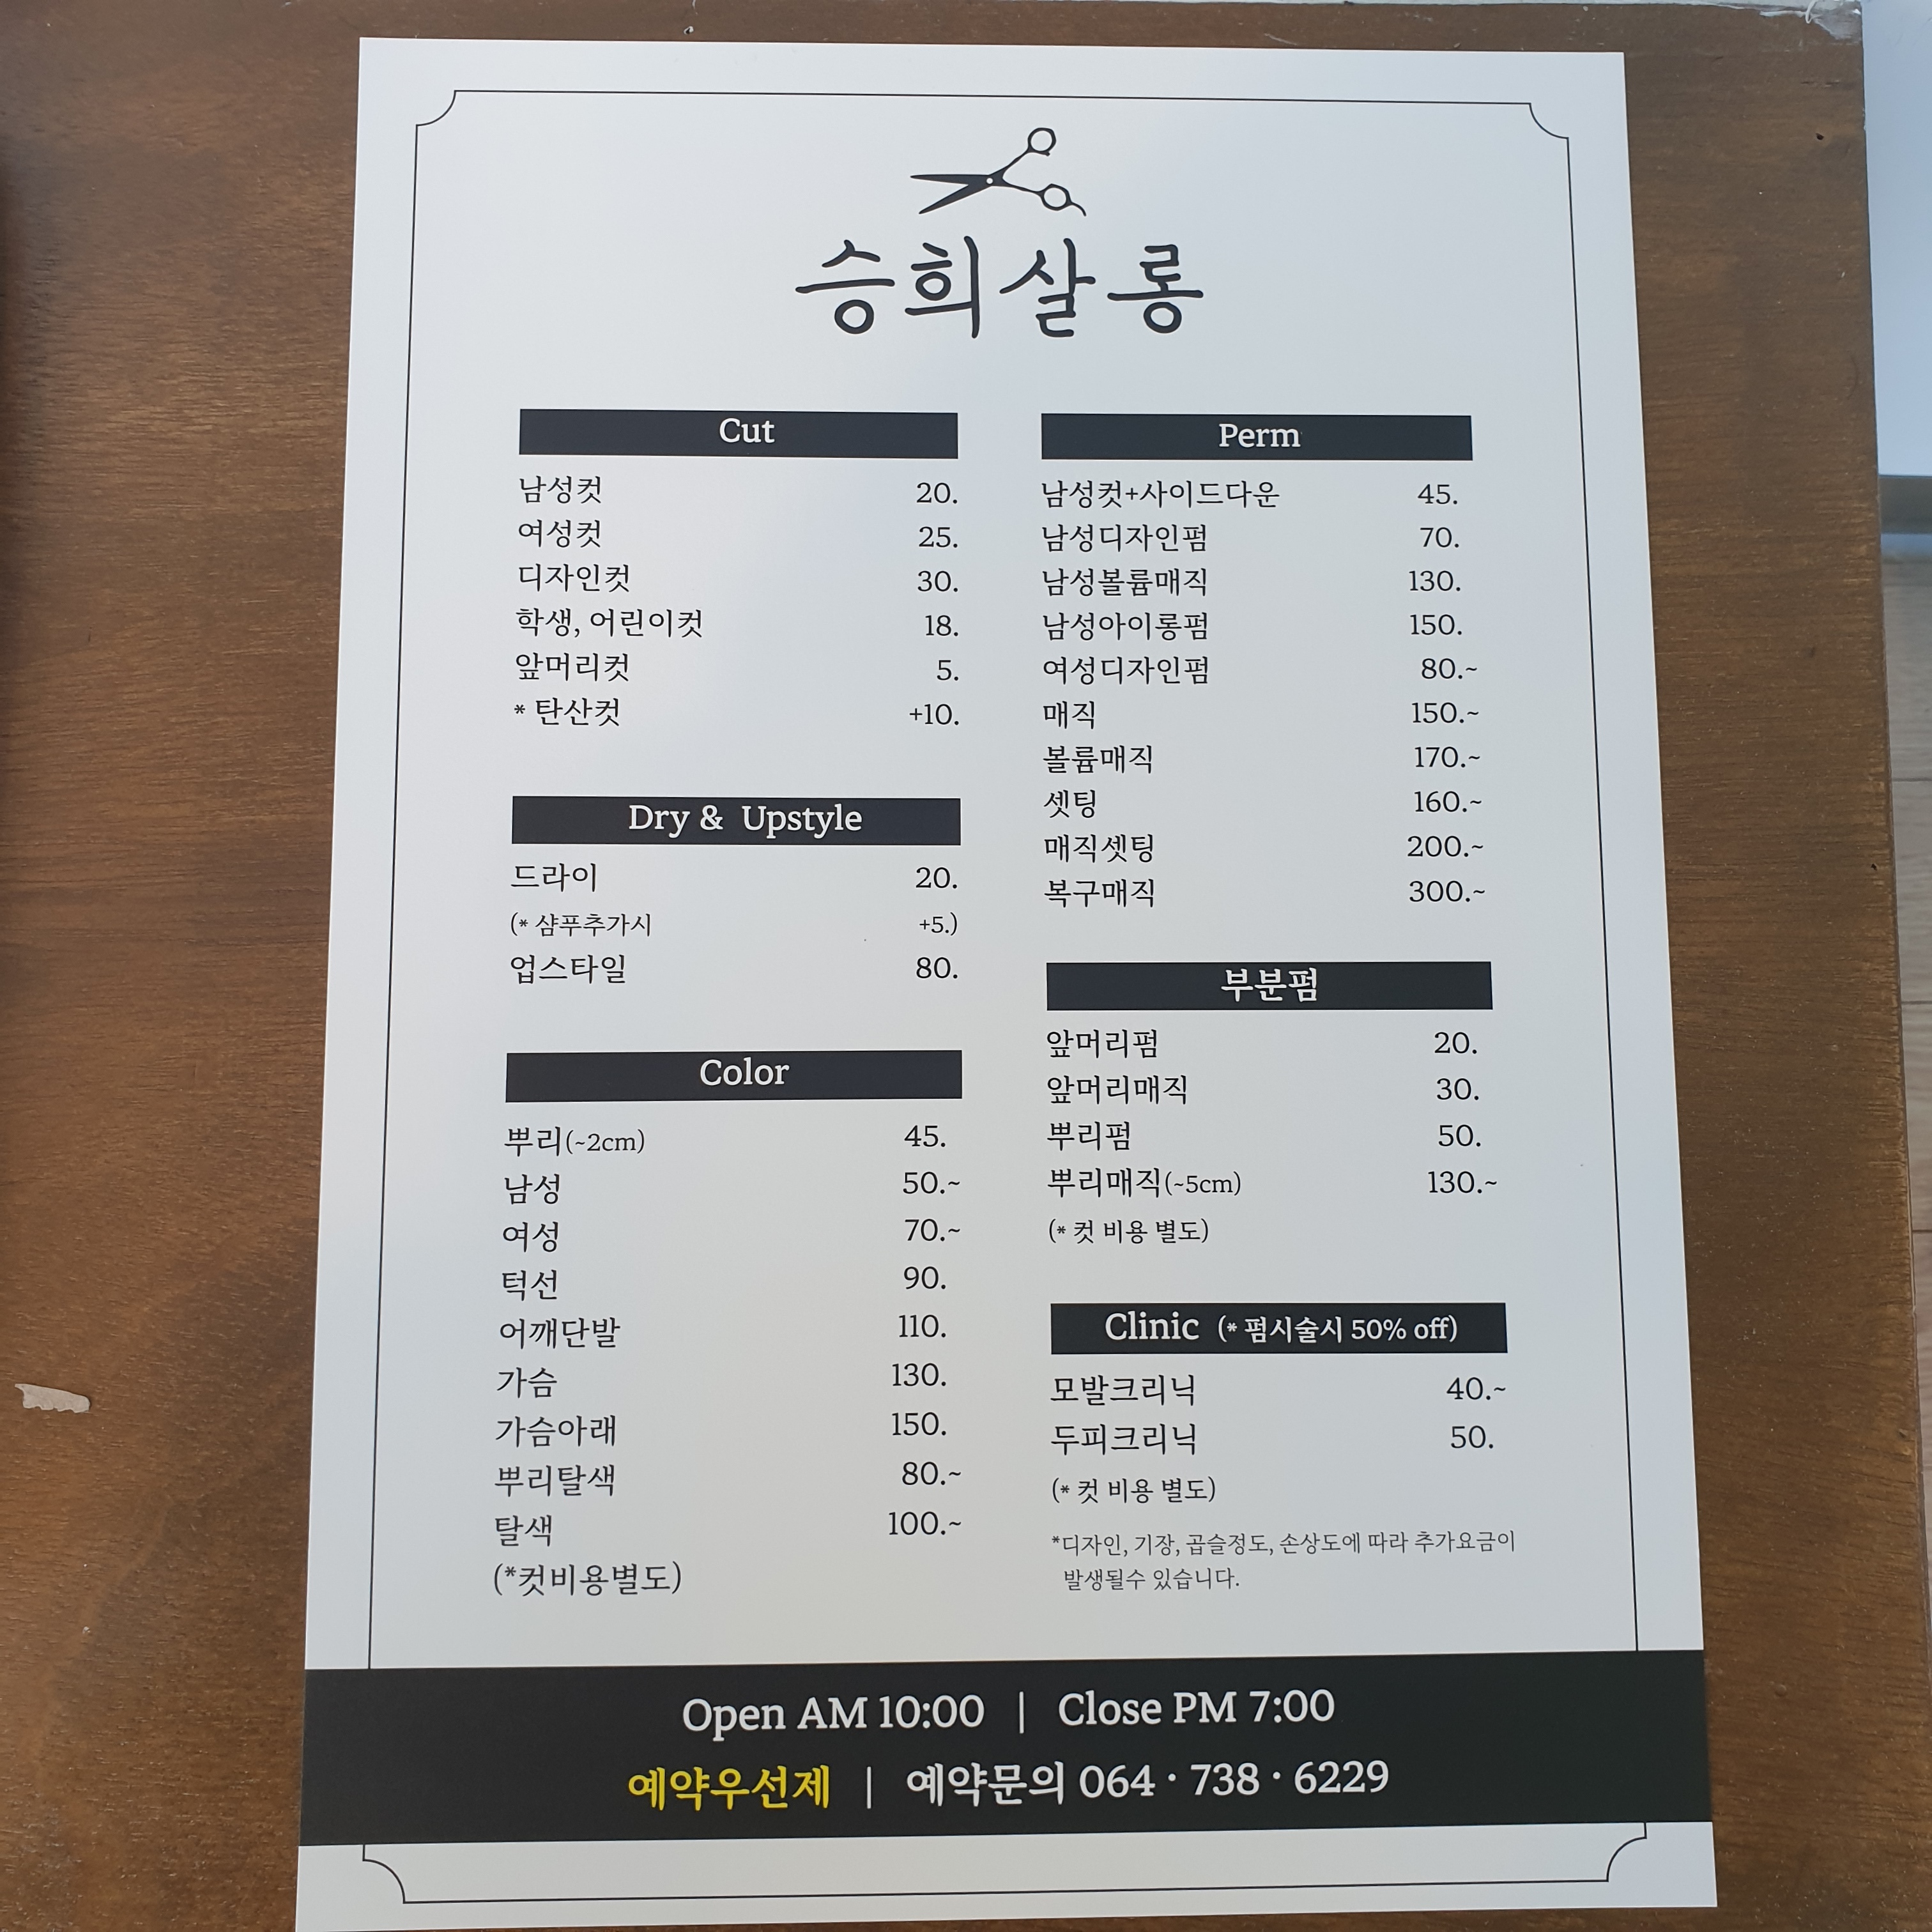 승희살롱
Cut
남성컷 20.
여성컷 25.
디자인컷 30.
학생, 어린이컷 18.
앞머리컷 5.
* 탄산컷 +10.
Dry & Upstyle
드라이 20.
(* 샴푸추가시 +5.)
업스타일 80.
Color
뿌리(~2cm) 45.
남성 50.~
여성 70.~
턱선 90.
어깨단발 110.
가슴 130.
가슴아래 150.
뿌리탈색 80.~
탈색 100.~
(*컷비용별도)
Perm
남성컷+사이드다운 45.
남성디자인펌 70.
남성볼륨매직 130.
남성아이롱펌 150.
여성디자인펌 80.~
매직 150.~
볼륨매직 170.~
셋팅 160.~
매직셋팅 200.~
복구매직 300.~
부분펌
앞머리펌 20.
앞머리매직 30.
뿌리펌 50.
뿌리매직(~5cm) 130.~
(* 컷 비용 별도)
Clinic (* 펌시술시 50% off)
모발크리닉 40.~
두피크리닉 50.
(* 컷 비용 별도)
*디자인, 기장, 곱슬정도, 손상도에 따라 추가요금이
발생될수 있습니다.
Open AM 10:00 | Close PM 7:00
예약우선제 | 예약문의 064 · 738 · 6229